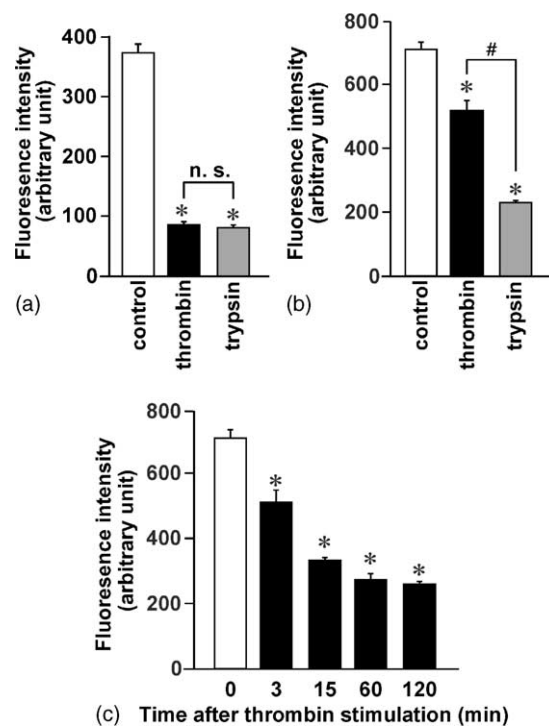 Fluoresence intensity
(arbitrary unit)
400
300
200
100
0
n. s.
*
*
control
thrombin
trypsin
(a)
Fluoresence intensity
(arbitrary unit)
800
600
400
200
0
#
*
*
control
thrombin
trypsin
(b)
Fluoresence intensity
(arbitrary unit)
800
600
400
200
0
*
*
*
*
0 3 15 60 120
(c) Time after thrombin stimulation (min)